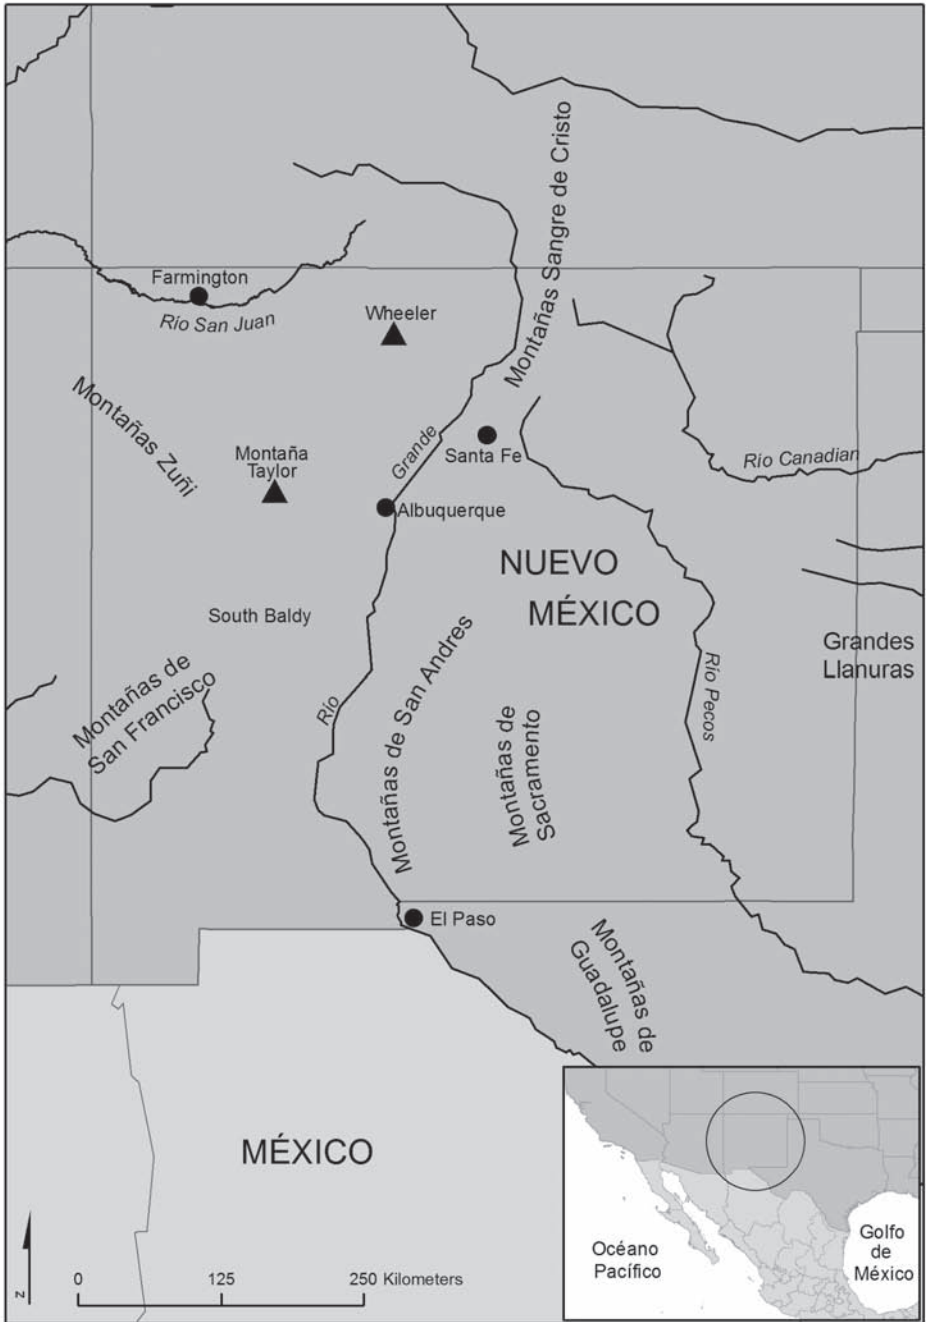 Montañas Sangre de Cristo
Farmington
Río San Juan
Wheeler
Montañas Zuñi
Montaña
Taylor
Grande
Santa Fe
Río Canadian
Albuquerque
NUEVO
MÉXICO
South Baldy
Grandes
Llanuras
Montañas de
San Francisco
Río
Montañas de San Andres
Montañas de
Sacramento
Río Pecos
El Paso
Montañas de
Guadalupe
MÉXICO
Océano
Pacífico
Golfo
de
México
N
0 125 250 Kilometers